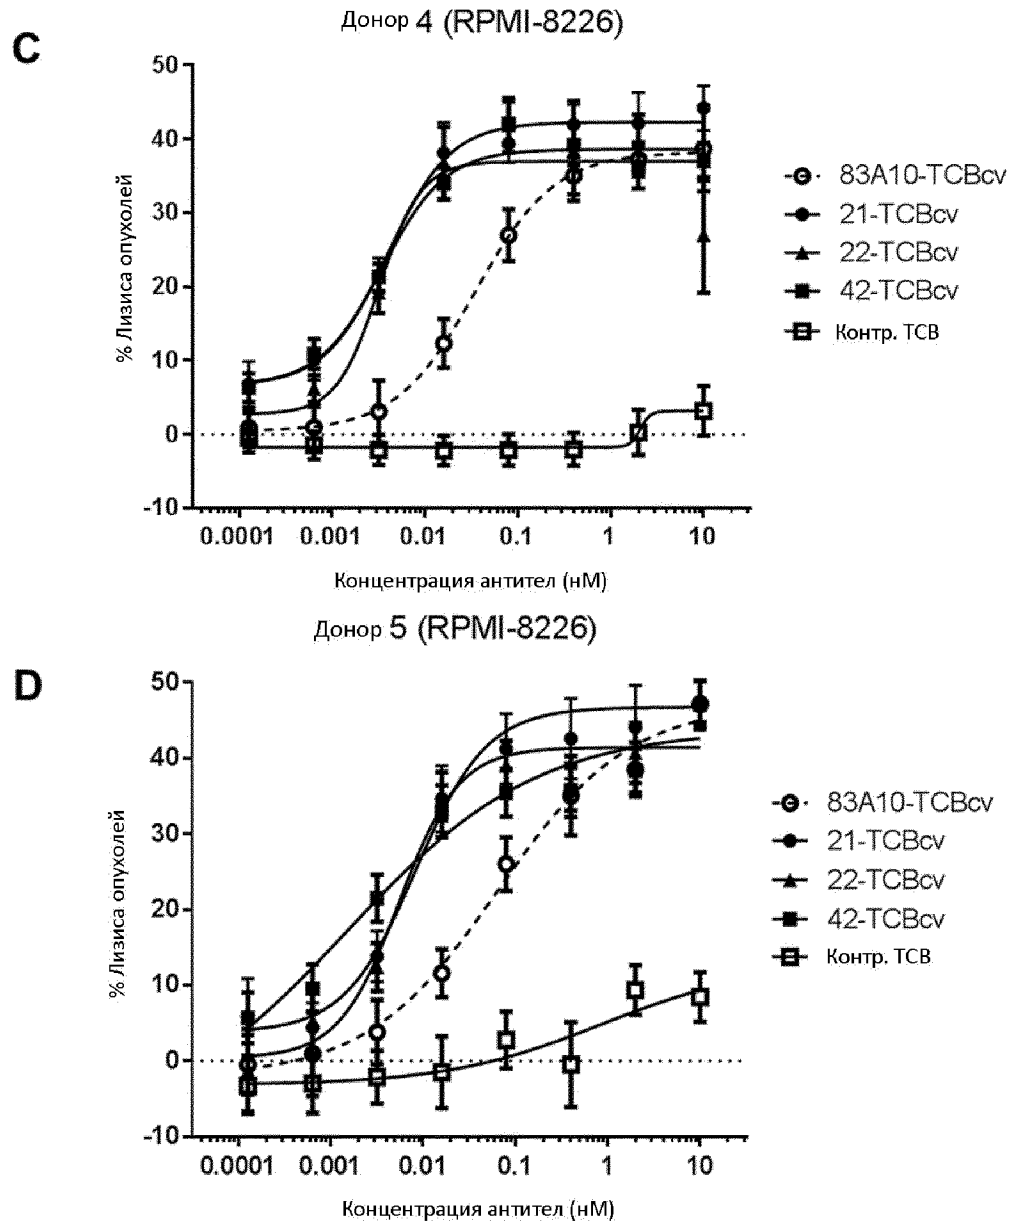 C
Донор 4 (RPMI-8226)
% Лизиса опухолей
50
40
30
20
10
0
-10
0.0001 0.001 0.01 0.1 1 10
Концентрация антител (нМ)
83A10-TCBcv
21-TCBcv
22-TCBcv
42-TCBcv
Контр. TCB
D
Донор 5 (RPMI-8226)
% Лизиса опухолей
50
40
30
20
10
0
-10
0.0001 0.001 0.01 0.1 1 10
Концентрация антител (нМ)
83A10-TCBcv
21-TCBcv
22-TCBcv
42-TCBcv
Контр. TCB